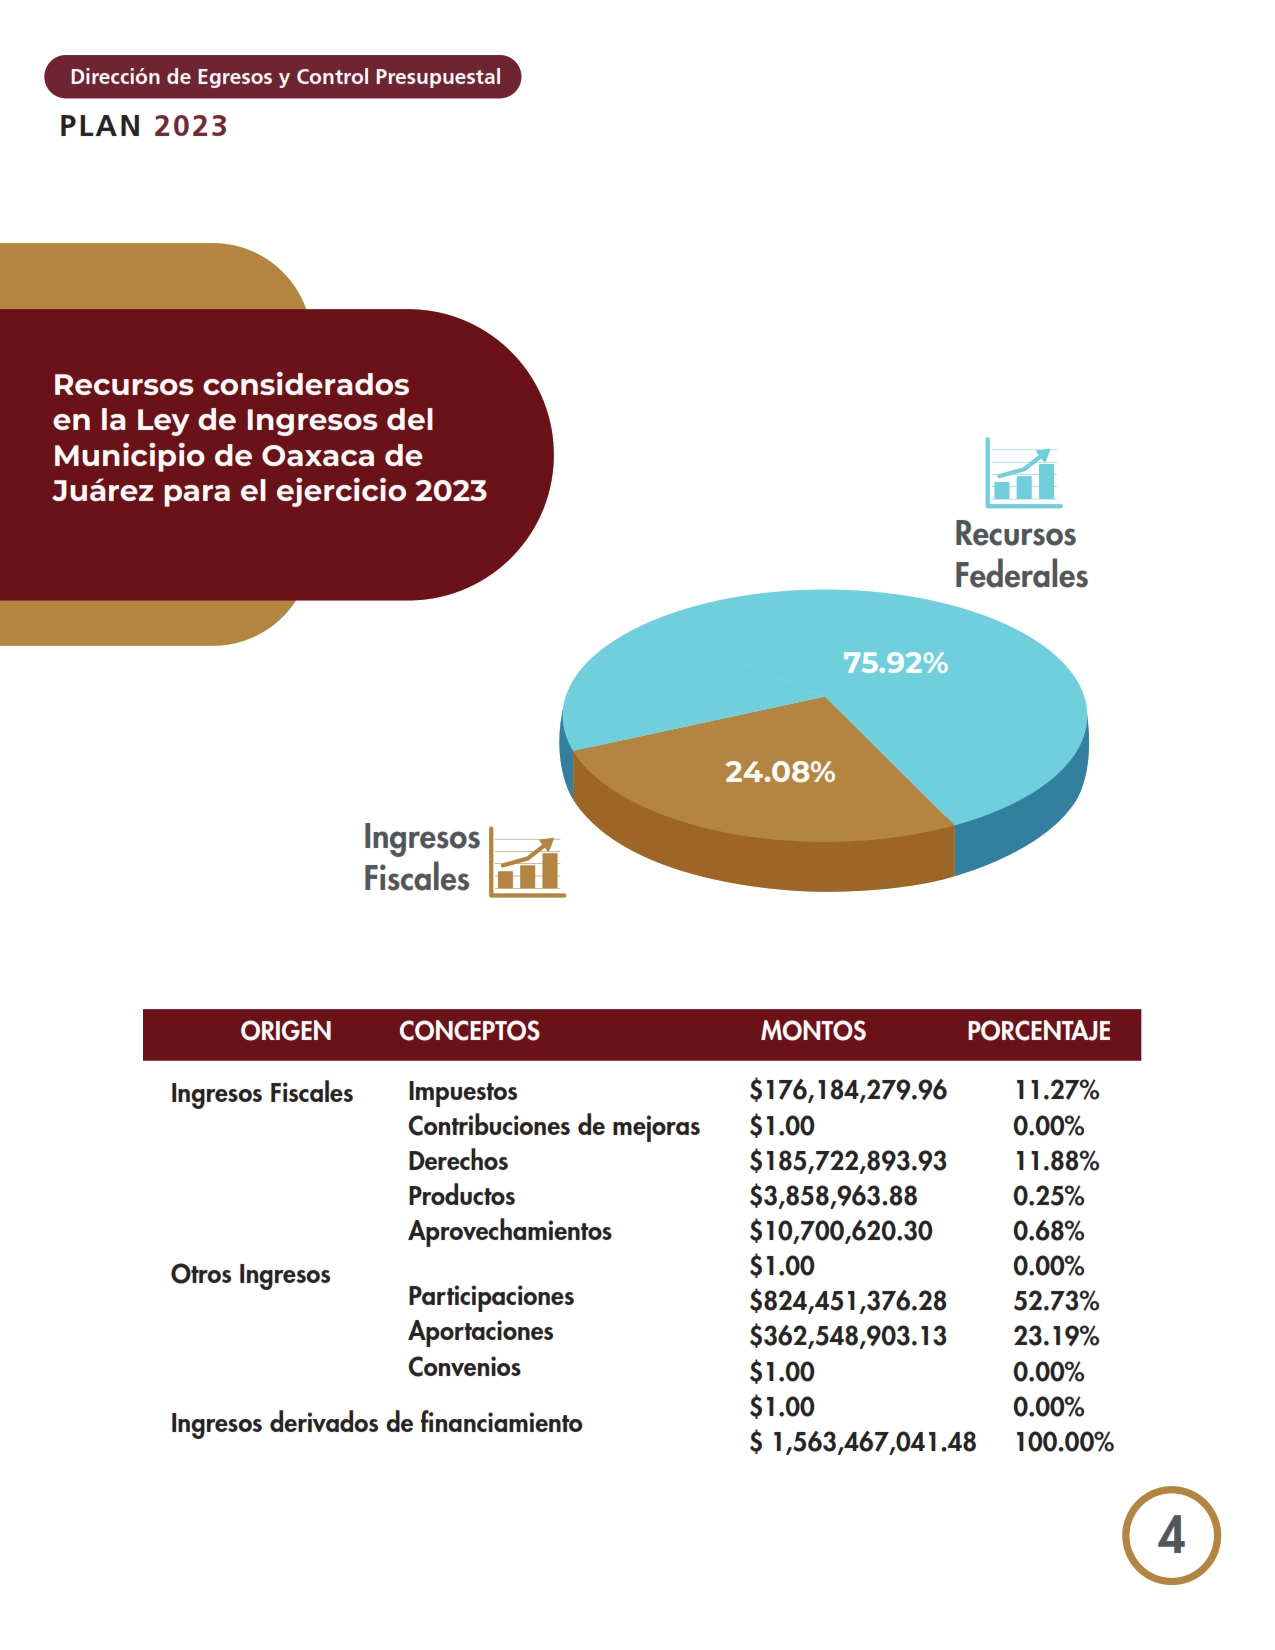 Dirección de Egresos y Control Presupuestal
PLAN 2023
Recursos considerados
en la Ley de Ingresos del
Municipio de Oaxaca de
Juárez para el ejercicio 2023
Recursos
Federales
75.92%
24.08%
Ingresos
Fiscales
ORIGEN CONCEPTOS MONTOS PORCENTAJE
Ingresos Fiscales Impuestos $176,184,279.96 11.27%
Contribuciones de mejoras $1.00 0.00%
Derechos $185,722,893.93 11.88%
Productos $3,858,963.88 0.25%
Aprovechamientos $10,700,620.30 0.68%
Otros Ingresos $1.00 0.00%
Participaciones $824,451,376.28 52.73%
Aportaciones $362,548,903.13 23.19%
Convenios $1.00 0.00%
Ingresos derivados de financiamiento $1.00 0.00%
$ 1,563,467,041.48 100.00%
4